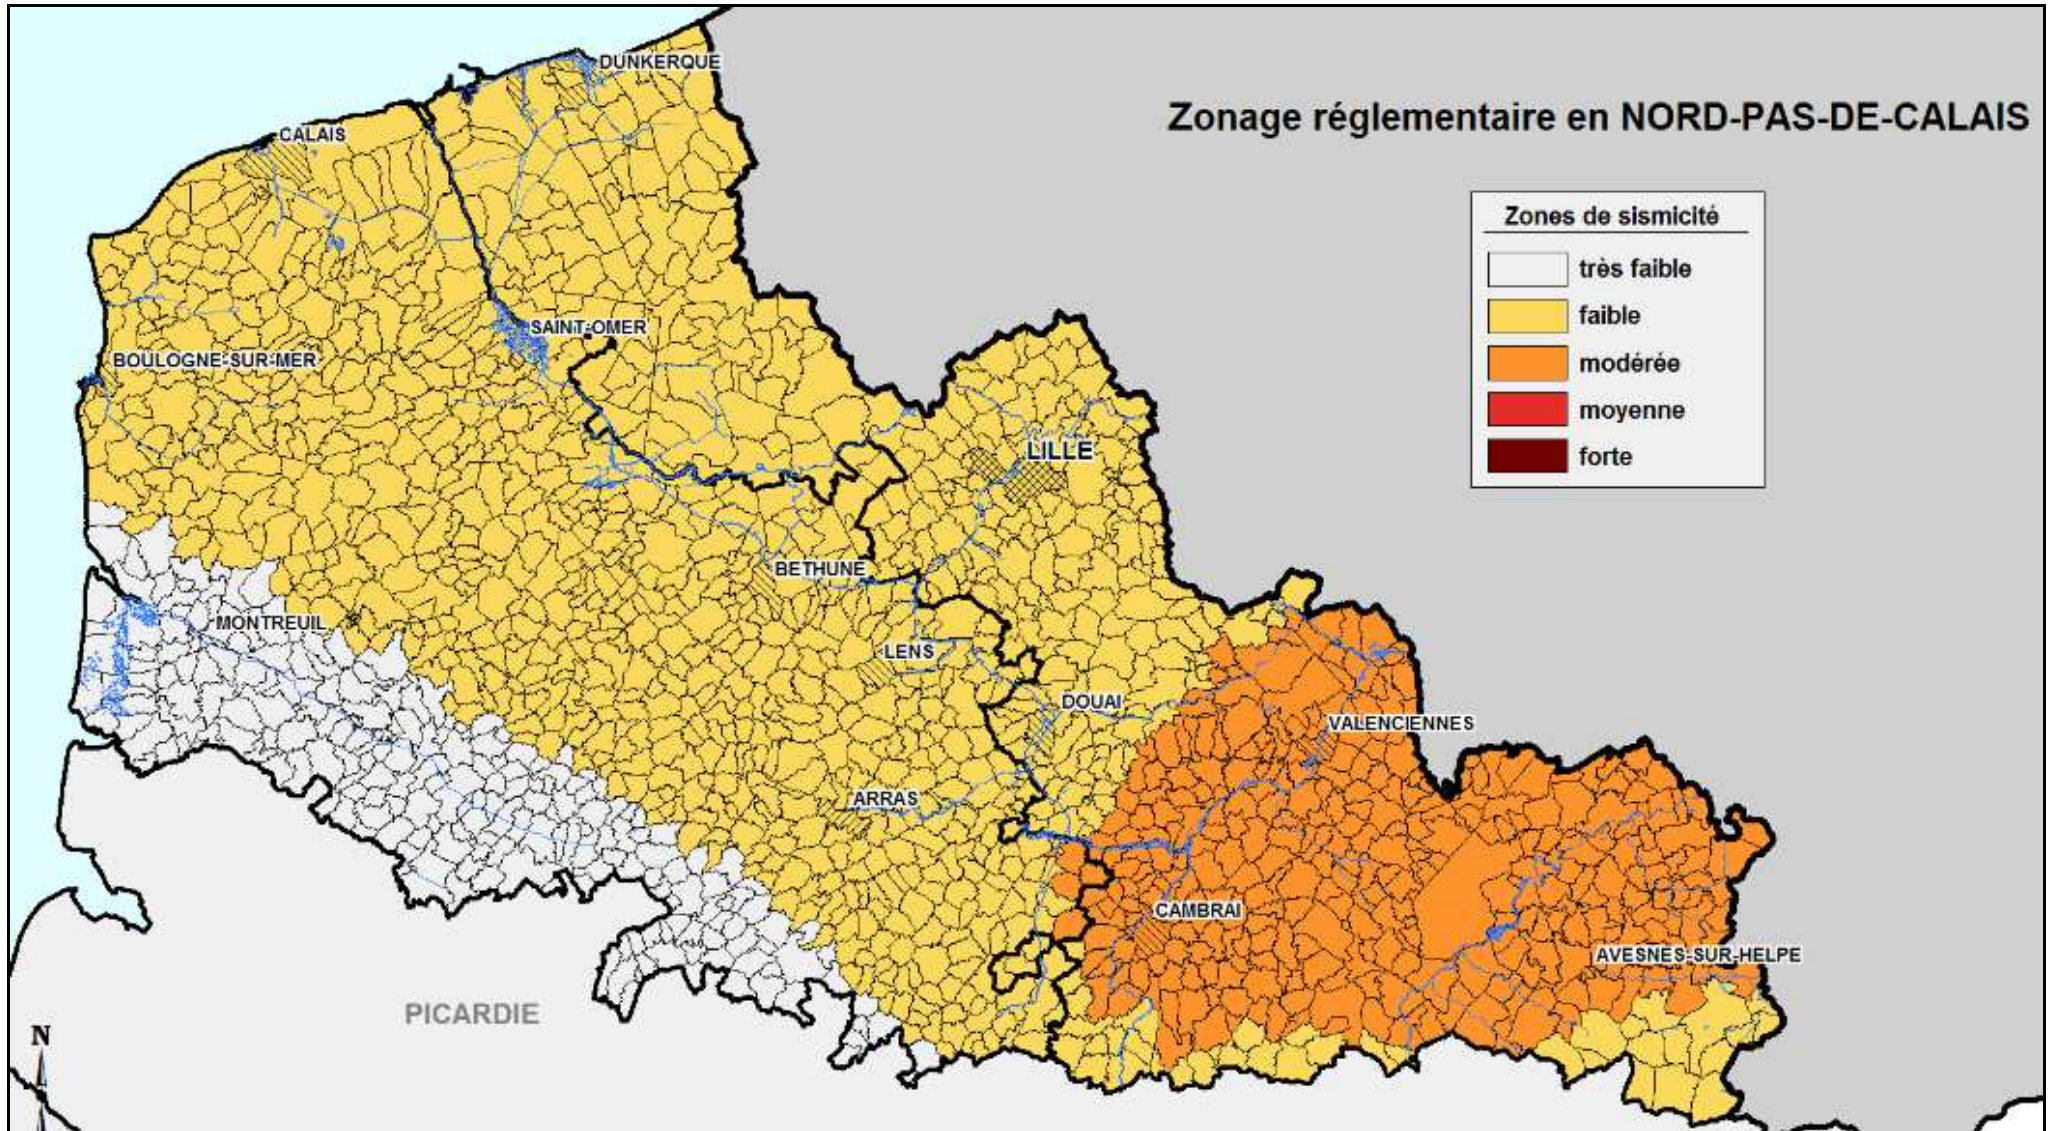 DUNKERQUE
Zonage réglementaire en NORD-PAS-DE-CALAIS
CALAIS
Zones de sismicité
très faible
faible
modérée
moyenne
forte
SAINT-OMER
BOULOGNE-SUR-MER
LILLE
BETHUNE
MONTREUIL
LENS
DOUAI
VALENCIENNES
ARRAS
CAMBRAI
AVESNES-SUR-HELPE
PICARDIE
N